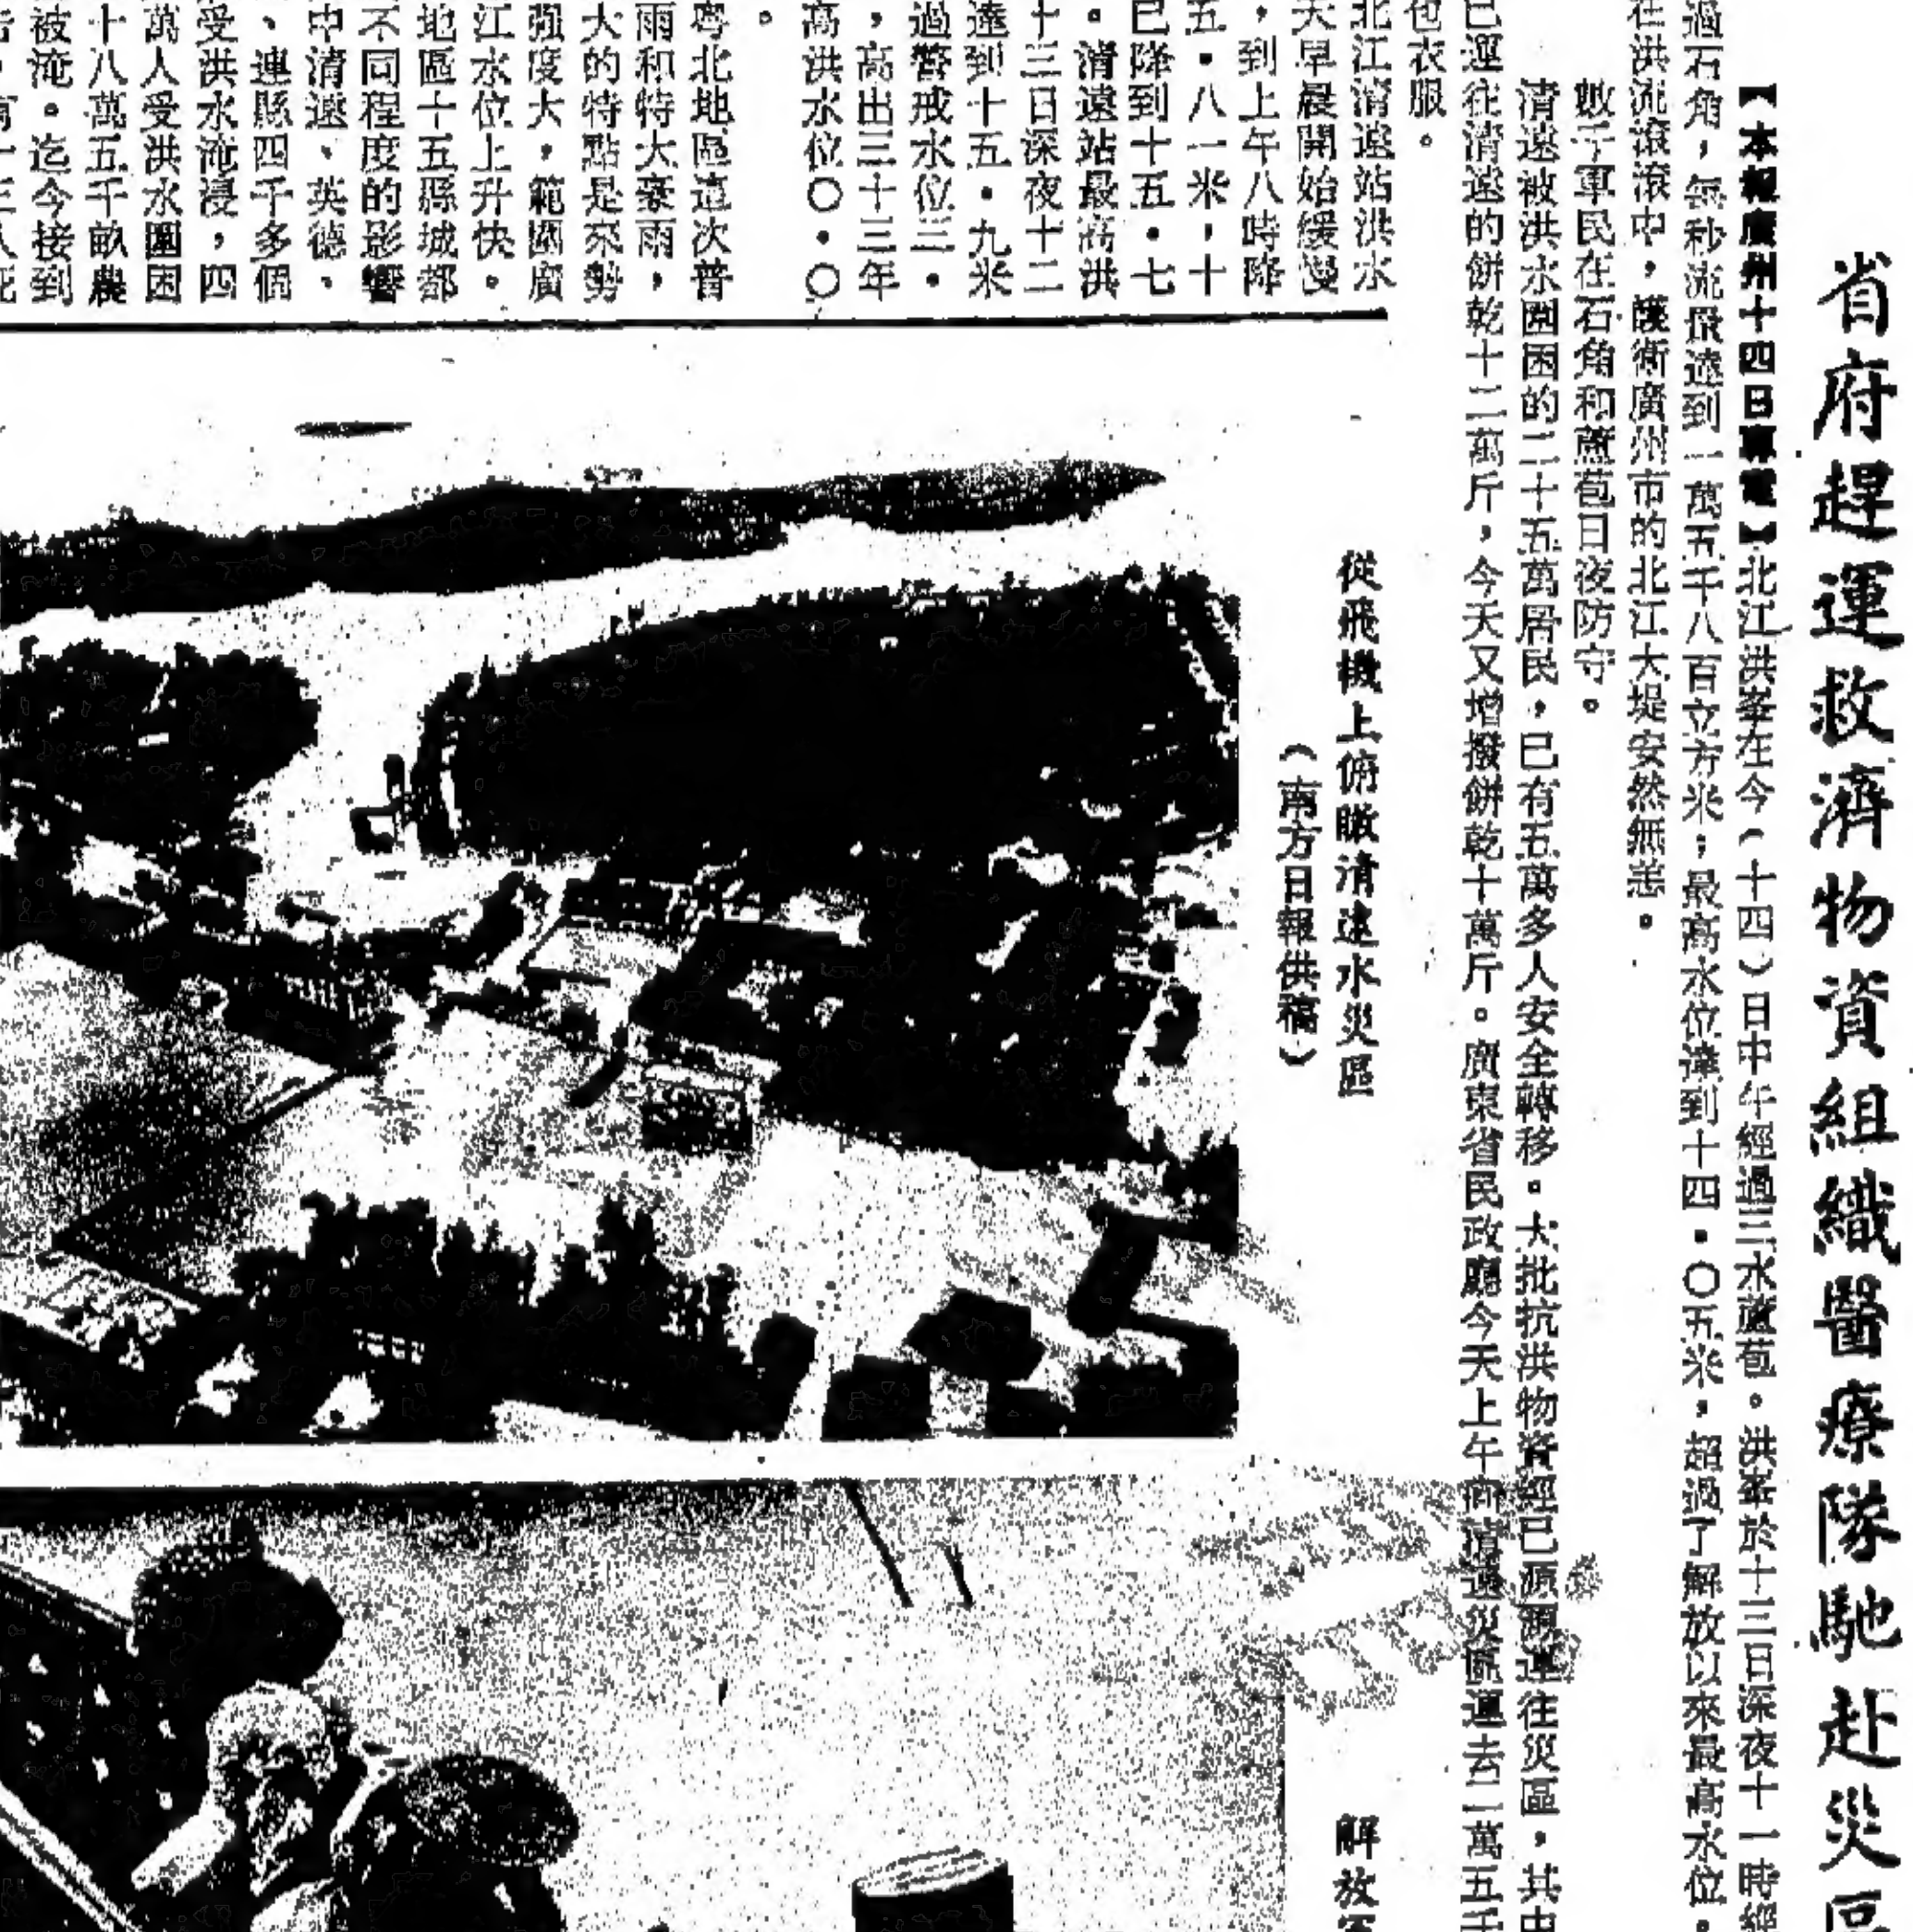 省府趕運救濟物資組織醫療隊馳赴災區
【本報廣州十四日專電】北江洪峯在今(十四)日中午經過三水蘆苞。洪峯於十三日深夜十一時經
過石角,每秒流量達到一萬五千八百立方米;最高水位達到十四.〇五米,超過了解放以來最高水位。
在洪流滾滾中,護衛廣州市的北江大堤安然無恙。
數千軍民在石角和蘆苞日夜防守。
清遠被洪水圍困的二十五萬居民,已有五萬多人安全轉移。大批抗洪物資經已源源運往災區,其中
已運往清遠的餅乾十二萬斤,今天又增撥餅乾十萬斤。廣東省民政廳今天上午向清遠災區運去一萬五千
衣服。
北江清遠站洪水
天早晨開始緩慢
,到上午八時降
五.八一米,十
已降到十五.七
。清遠站最高洪
十三日深夜十二
達到十五.九米
過警戒水位三.
,高出三十三年
高洪水位〇.〇
。
粵北地區這次普
雨和特大豪雨,
大的特點是來勢
强度大,範圍廣
江水位上升快。
地區十五縣城都
不同程度的影響
中清遠、英德、
、連縣四千多個
受洪水淹浸,四
萬人受洪水圍困
十八萬五千畝農
被淹。迄今接到
從飛機上俯瞰清遠水災區
(南方日報供稿)
解放軍